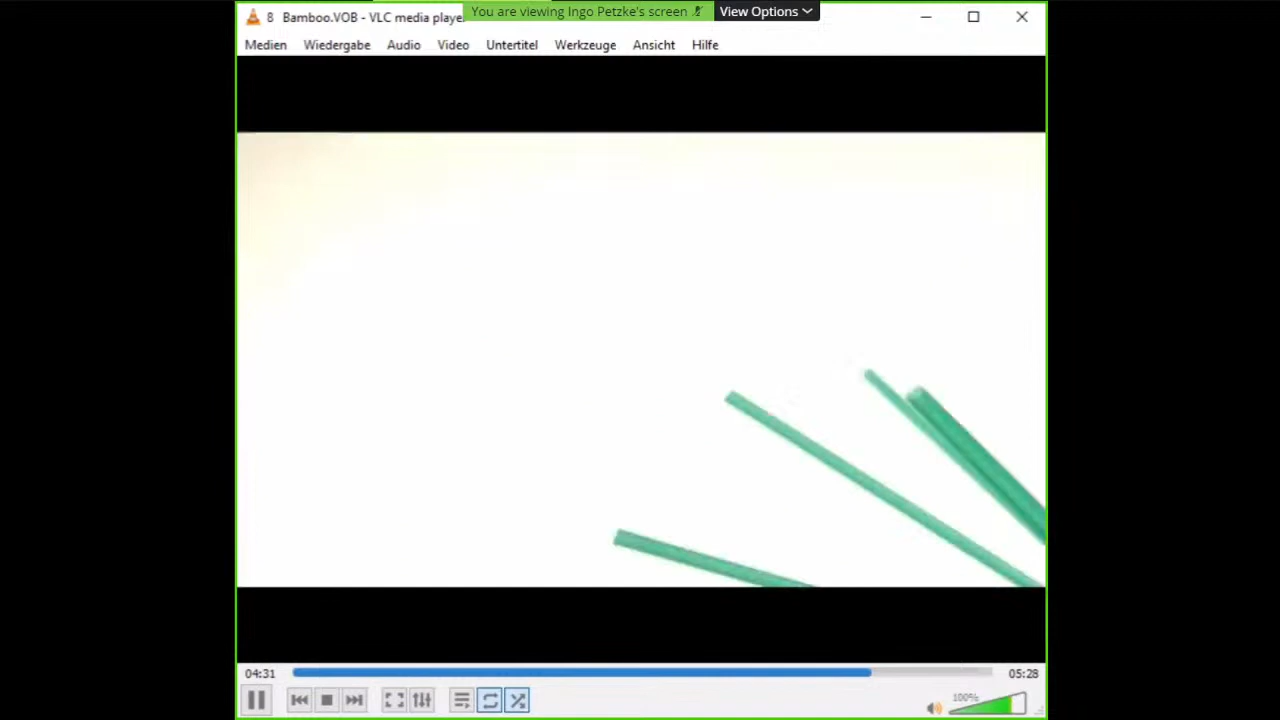 8 Bamboo.VOB - VLC media player
You are viewing Ingo Petzke's screen
View Options
Medien Wiedergabe Audio Video Untertitel Werkzeuge Ansicht Hilfe
04:31
05:28
100%